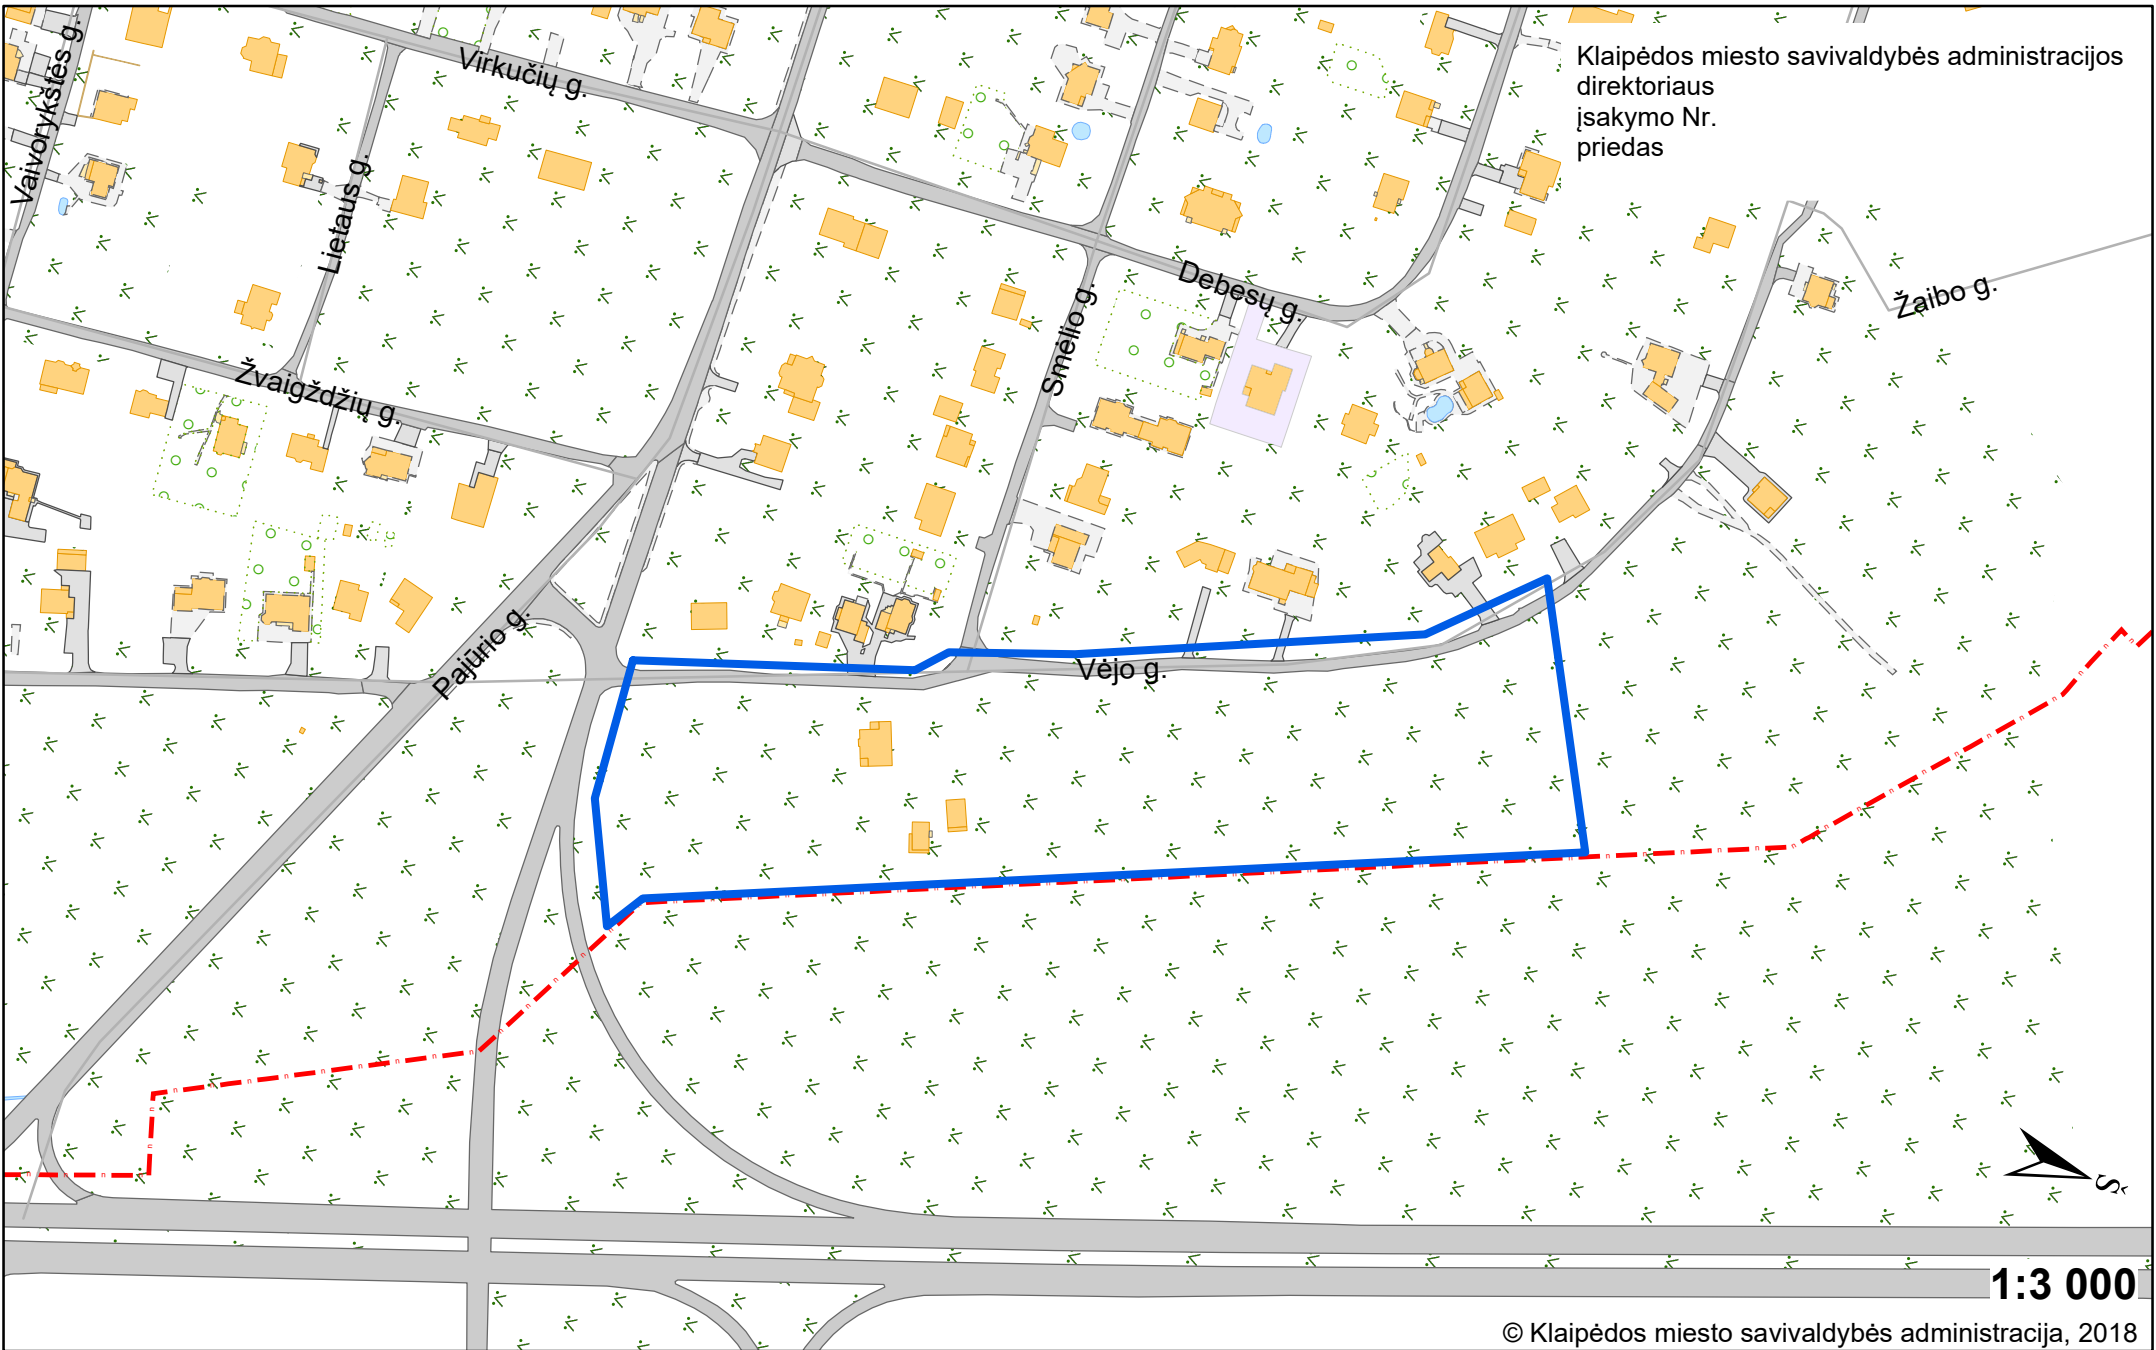 Klaipėdos miesto savivaldybės administracijos
direktoriaus
įsakymo Nr.
priedas
Vaivorykštės g.
Virkučių g.
Lietaus g.
Debesų g.
Žaibo g.
Smėlio g.
Žvaigždžių g.
Pajūrio g.
Vėjo g.
Š
1:3 000
© Klaipėdos miesto savivaldybės administracija, 2018